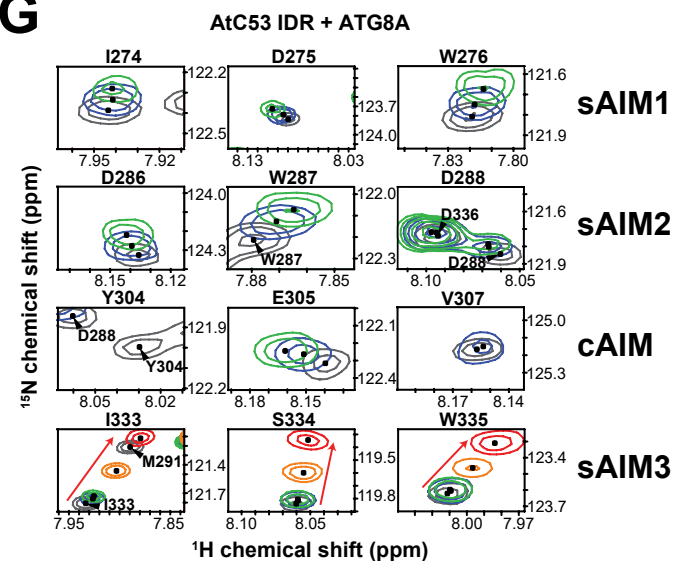 G
AtC53 IDR + ATG8A
I274 D275 W276
122.2 121.6
123.7 sAIM1
122.5 124.0 121.9
7.95 7.92 8.13 8.03 7.83 7.80
D286 W287 D288
124.0 122.0 121.6
D336 sAIM2
124.3 W287 122.3 D288 121.9
8.15 8.12 7.88 7.85 8.10 8.05
Y304 E305 V307
121.9 122.1 125.0
D288 cAIM
Y304 122.2 122.4 125.3
8.05 8.02 8.18 8.15 8.17 8.14
I333 S334 W335
M291 121.4 119.5 123.4 sAIM3
I333 121.7 119.8 123.7
7.95 7.85 8.10 8.05 8.00 7.97
¹⁵N chemical shift (ppm)
¹H chemical shift (ppm)